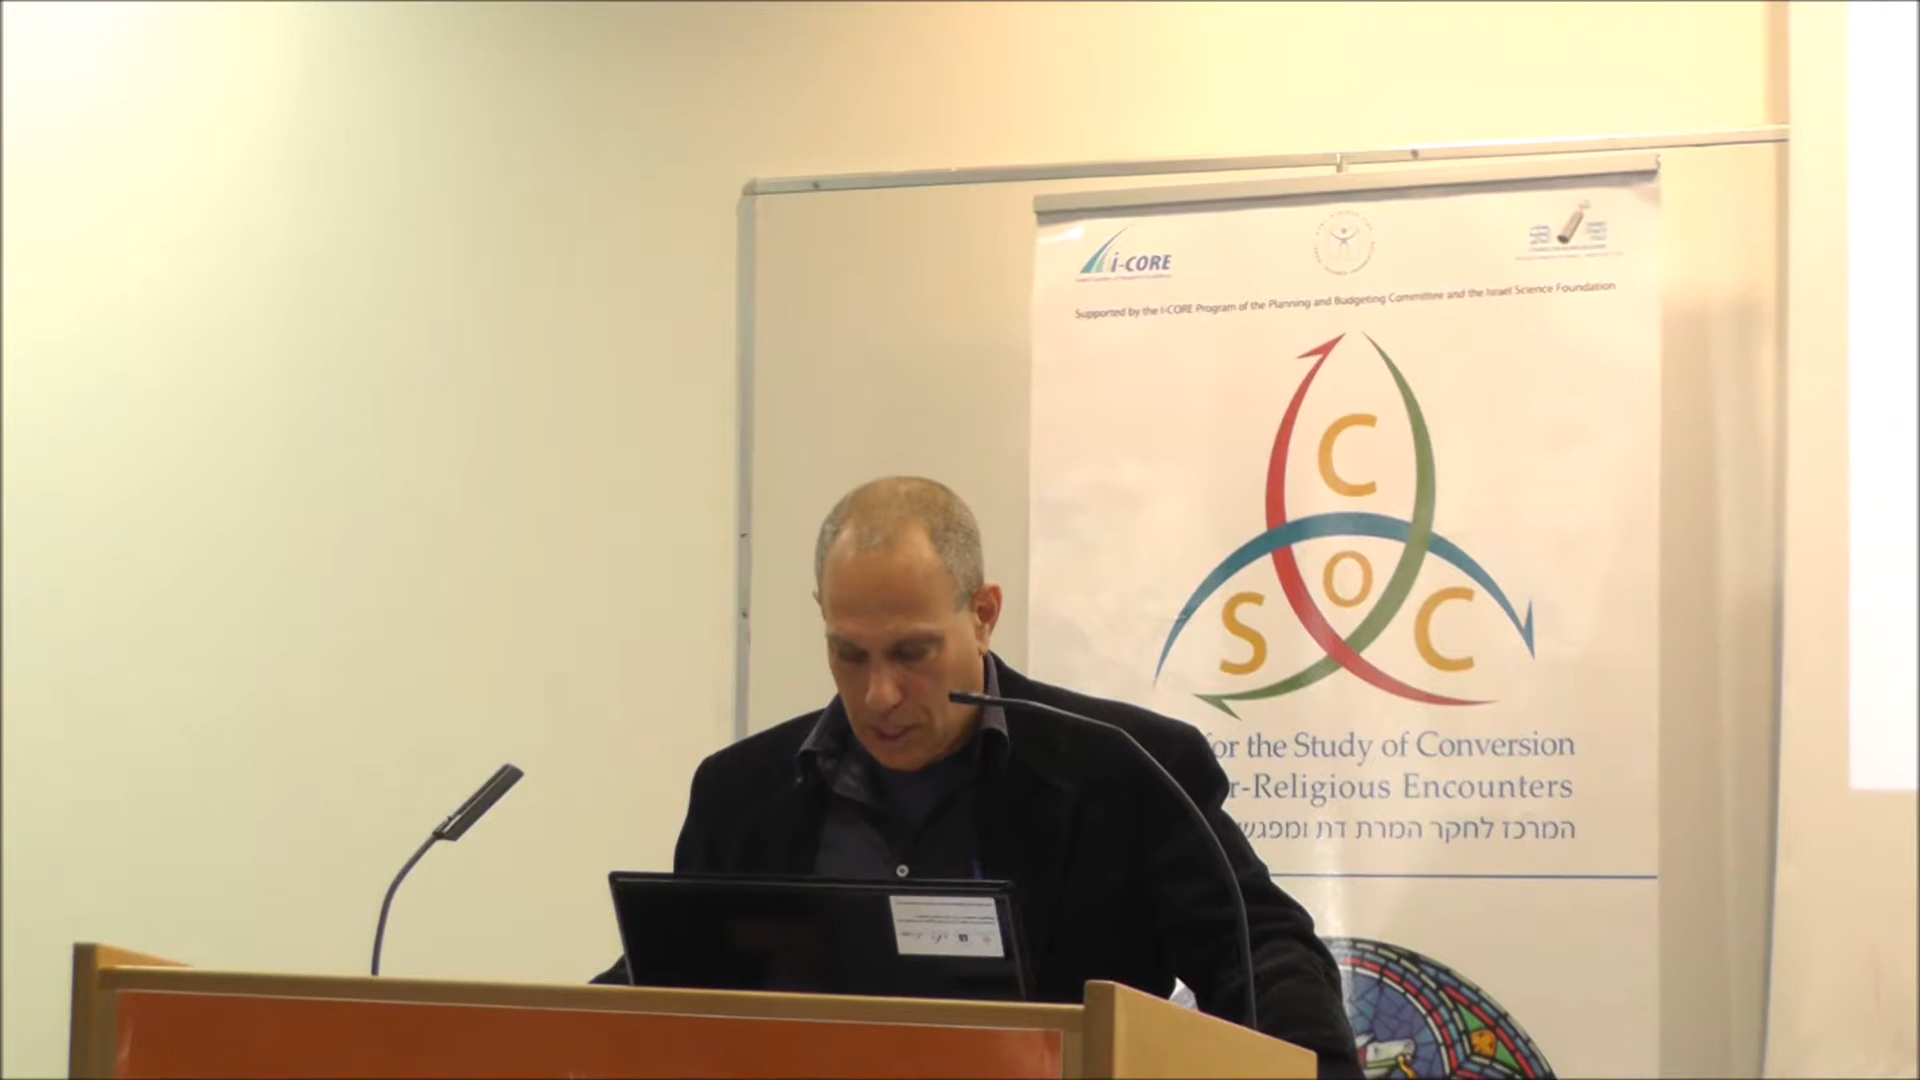 i-CORE
Supported by the I-CORE Program of the Planning and Budgeting Committee and the Israel Science Foundation
C
S O C
for the Study of Conversion
r-Religious Encounters
המרכז לחקר המרת דת ומפגש